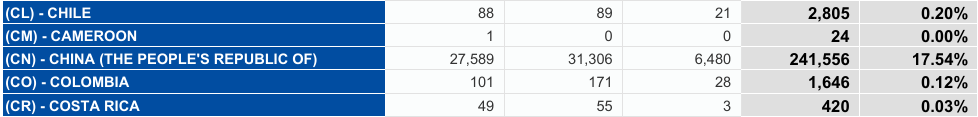 (CL) - CHILE 88 89 21 2,805 0.20%
(CM) - CAMEROON 1 0 0 24 0.00%
(CN) - CHINA (THE PEOPLE'S REPUBLIC OF) 27,589 31,306 6,480 241,556 17.54%
(CO) - COLOMBIA 101 171 28 1,646 0.12%
(CR) - COSTA RICA 49 55 3 420 0.03%